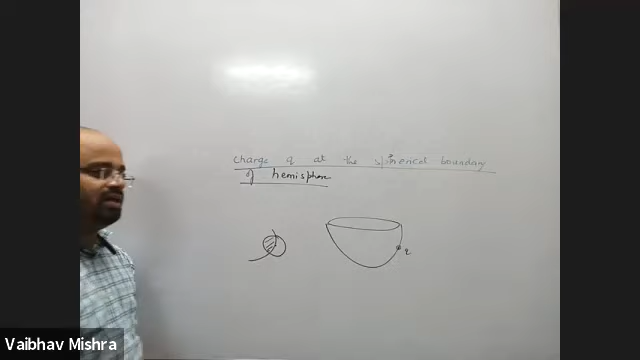 Charge q at the spherical boundary
of hemisphere
q
Vaibhav Mishra